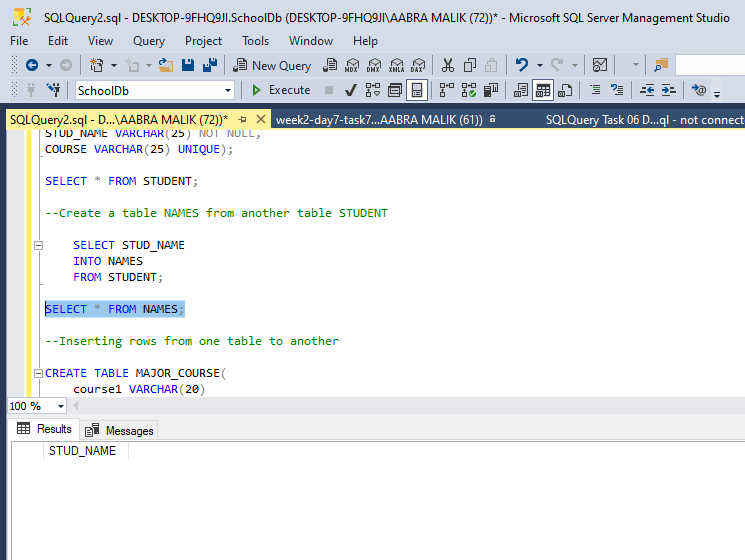 SQLQuery2.sql - DESKTOP-9FHQ9JI.SchoolDb (DESKTOP-9FHQ9JI\AABRA MALIK (72))* - Microsoft SQL Server Management Studio
File Edit View Query Project Tools Window Help
New Query MDX DMX XMLA DAX
SchoolDb Execute
SQLQuery2.sql - D...\AABRA MALIK (72))* week2-day7-task7...AABRA MALIK (61)) SQLQuery Task 06 D...ql - not connect
STUD_NAME VARCHAR(25) NOT NULL,
COURSE VARCHAR(25) UNIQUE);
SELECT * FROM STUDENT;
--Create a table NAMES from another table STUDENT
SELECT STUD_NAME
INTO NAMES
FROM STUDENT;
SELECT * FROM NAMES;
--Inserting rows from one table to another
CREATE TABLE MAJOR_COURSE(
course1 VARCHAR(20)
100 %
Results Messages
STUD_NAME